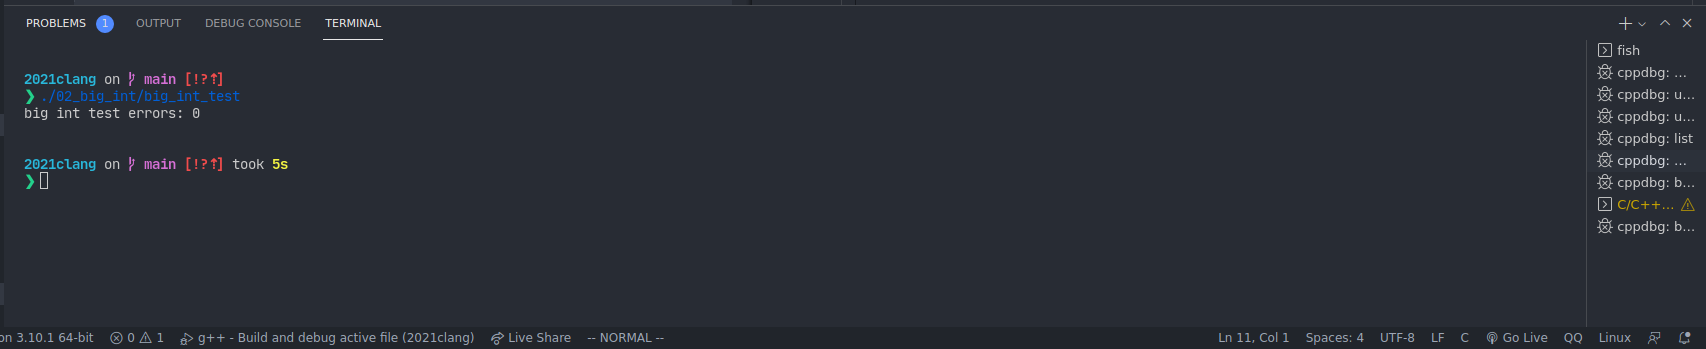 PROBLEMS 1 OUTPUT DEBUG CONSOLE TERMINAL
2021clang on main [!?⇡]
❯ ./02_big_int/big_int_test
big int test errors: 0
2021clang on main [!?⇡] took 5s
❯
fish
cppdbg: ...
cppdbg: u...
cppdbg: u...
cppdbg: list
cppdbg: ...
cppdbg: b...
C/C++...
cppdbg: b...
on 3.10.1 64-bit 0 1 g++ - Build and debug active file (2021clang) Live Share -- NORMAL -- Ln 11, Col 1 Spaces: 4 UTF-8 LF C Go Live QQ Linux